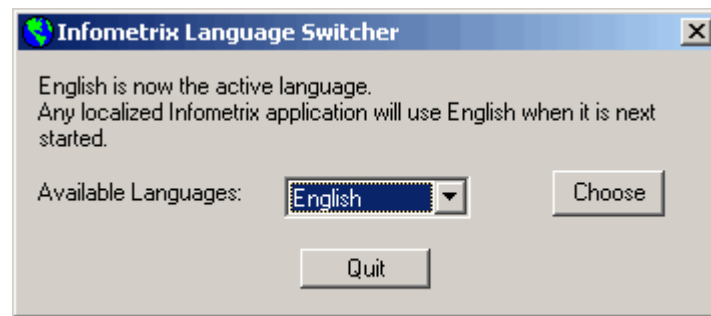 Infometrix Language Switcher
English is now the active language.
Any localized Infometrix application will use English when it is next
started.
Available Languages: English Choose
Quit